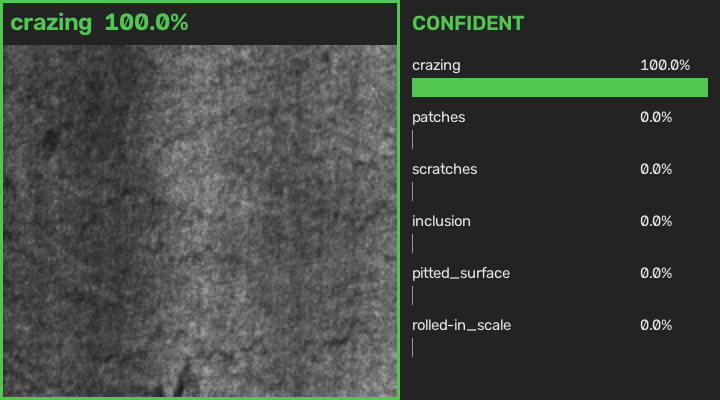 crazing 100.0%
CONFIDENT
crazing 100.0%
patches 0.0%
scratches 0.0%
inclusion 0.0%
pitted_surface 0.0%
rolled-in_scale 0.0%